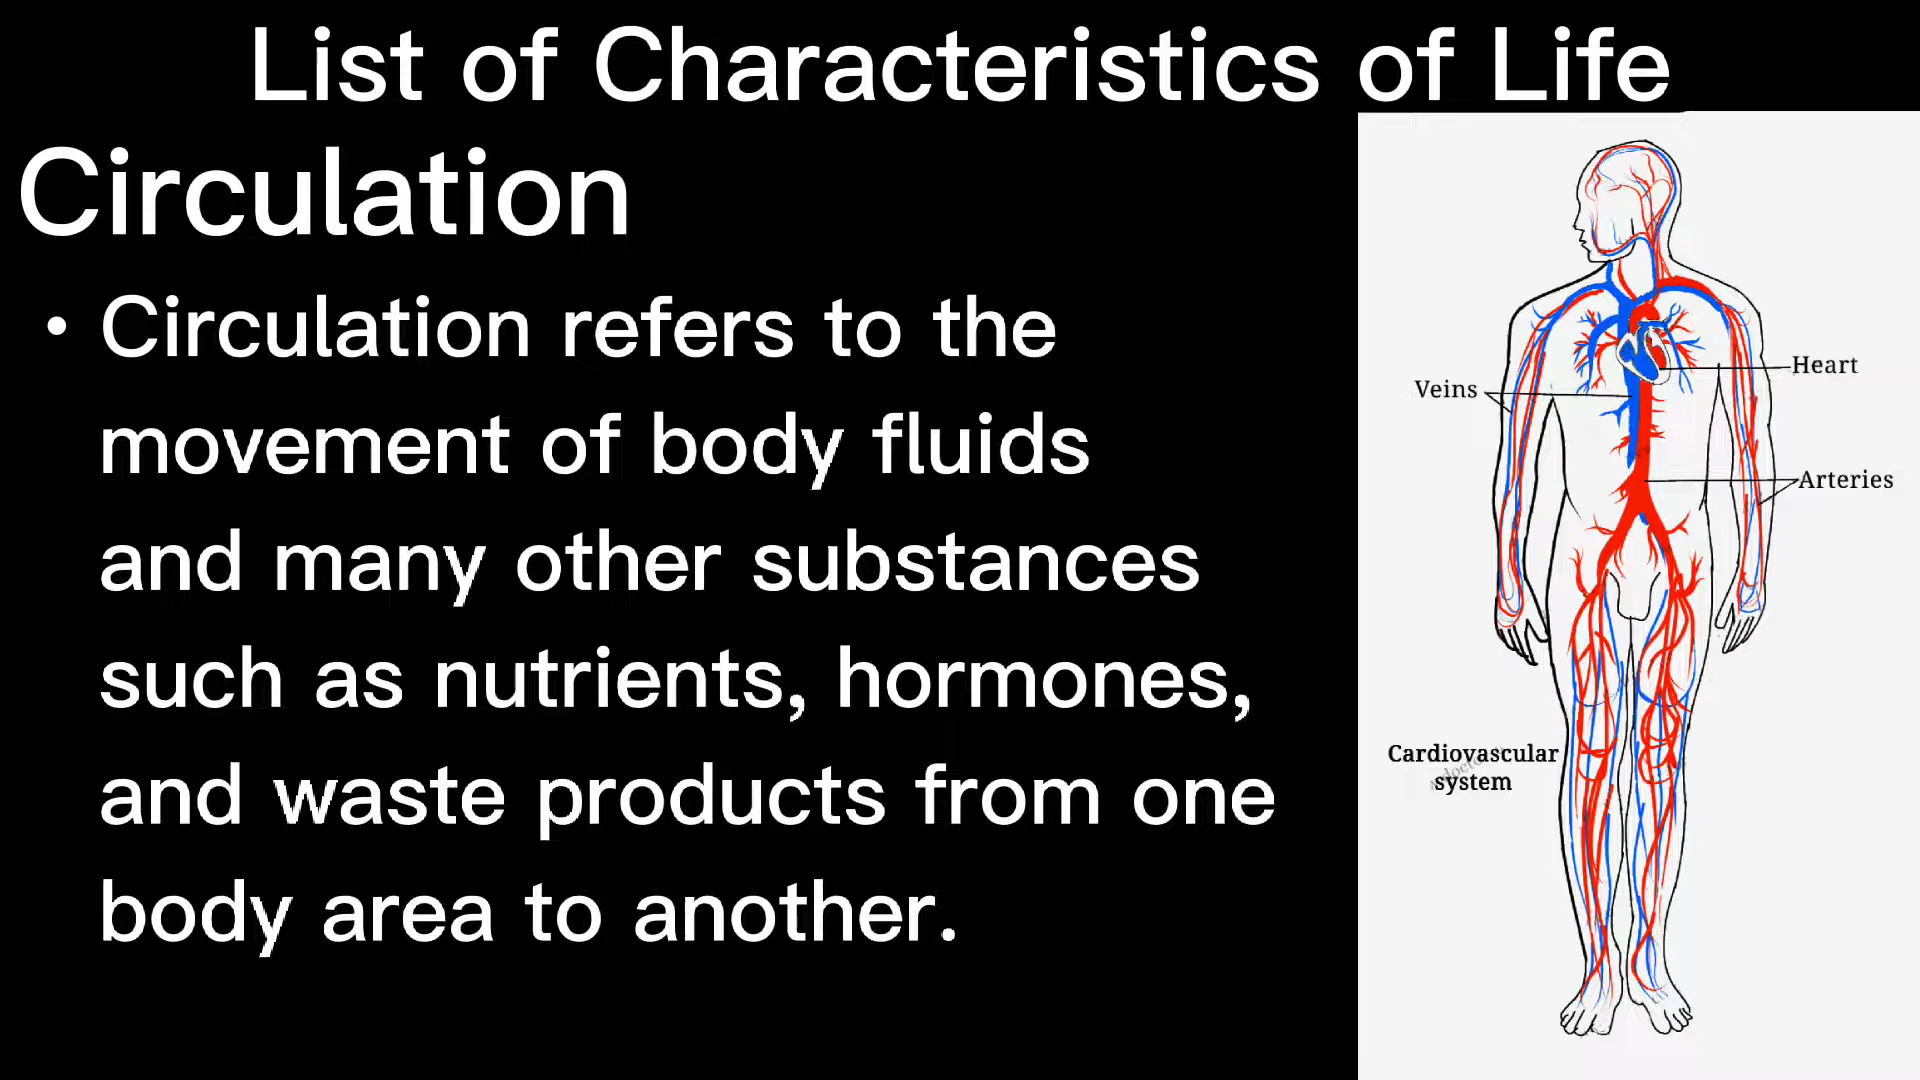 List of Characteristics of Life
Circulation
• Circulation refers to the
movement of body fluids
and many other substances
such as nutrients, hormones,
and waste products from one
body area to another.
Heart
Veins
Arteries
Cardiovascular
system